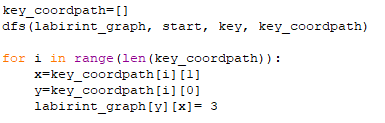 key_coordpath=[]
dfs(labirint_graph, start, key, key_coordpath)
for i in range(len(key_coordpath)):
    x=key_coordpath[i][1]
    y=key_coordpath[i][0]
    labirint_graph[y][x]= 3